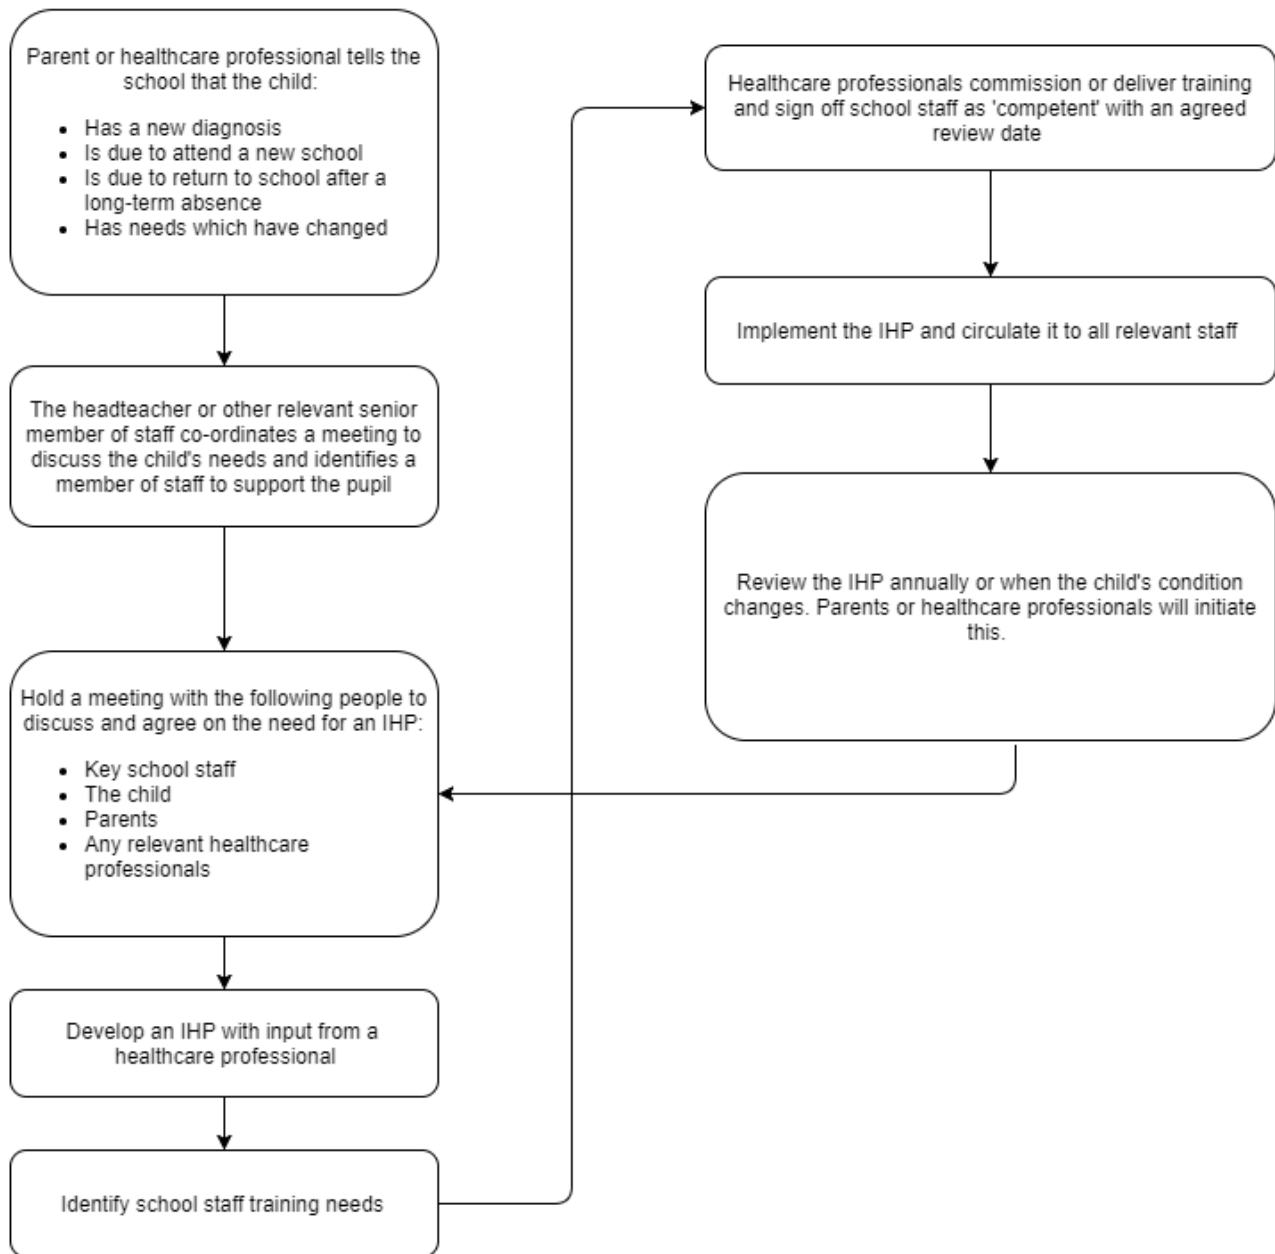 Parent or healthcare professional tells the
school that the child:
• Has a new diagnosis
• Is due to attend a new school
• Is due to return to school after a
long-term absence
• Has needs which have changed
The headteacher or other relevant senior
member of staff co-ordinates a meeting to
discuss the child's needs and identifies a
member of staff to support the pupil
Hold a meeting with the following people to
discuss and agree on the need for an IHP:
• Key school staff
• The child
• Parents
• Any relevant healthcare
professionals
Develop an IHP with input from a
healthcare professional
Identify school staff training needs
Healthcare professionals commission or deliver training
and sign off school staff as 'competent' with an agreed
review date
Implement the IHP and circulate it to all relevant staff
Review the IHP annually or when the child's condition
changes. Parents or healthcare professionals will initiate
this.